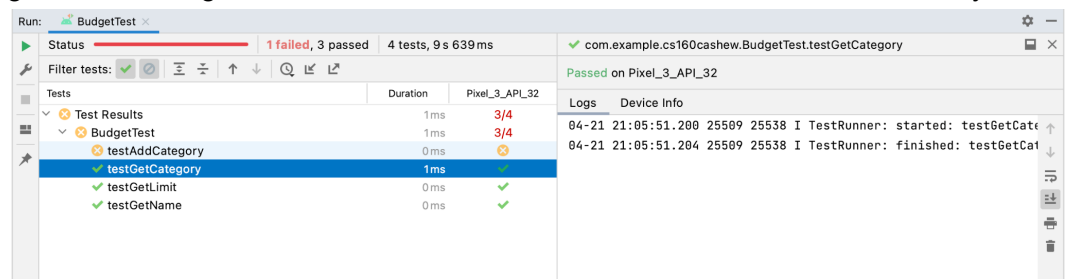 Run: BudgetTest
Status 1 failed, 3 passed 4 tests, 9 s 639 ms
com.example.cs160cashew.BudgetTest.testGetCategory
Filter tests:
Passed on Pixel_3_API_32
Tests Duration Pixel_3_API_32
Logs Device Info
Test Results 1 ms 3/4
BudgetTest 1 ms 3/4
testAddCategory 0 ms
testGetCategory 1 ms
testGetLimit 0 ms
testGetName 0 ms
04-21 21:05:51.200 25509 25538 I TestRunner: started: testGetCate
04-21 21:05:51.204 25509 25538 I TestRunner: finished: testGetCat